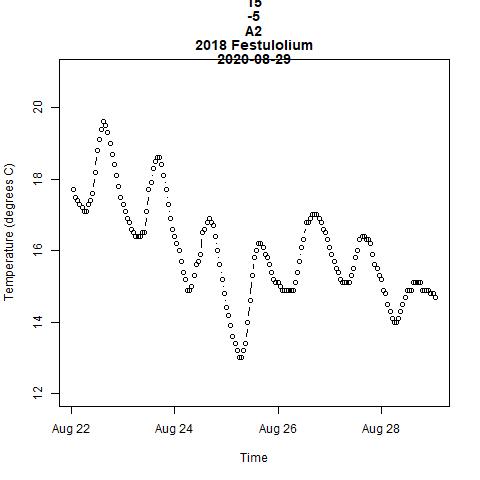 15
-5
A2
2018 Festulolium
2020-08-29
Temperature (degrees C)
20
18
16
14
12
Aug 22
Aug 24
Aug 26
Aug 28
Time